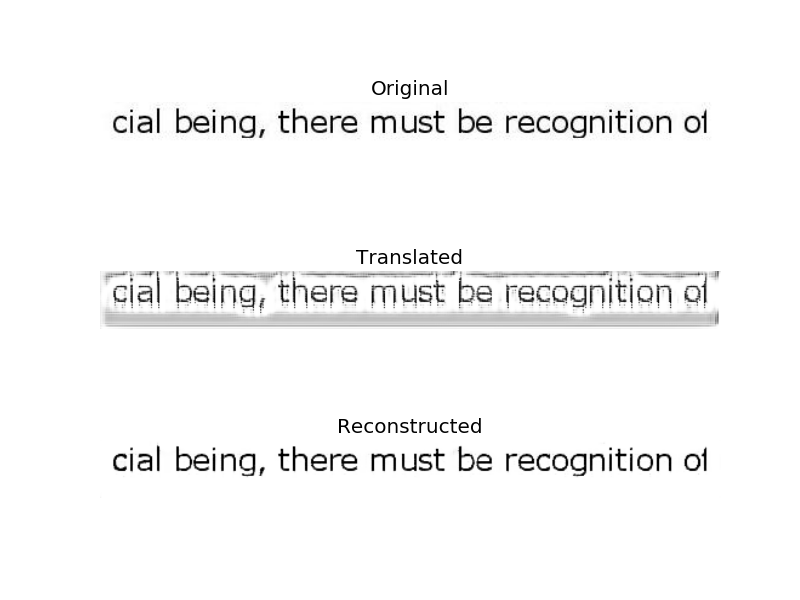 Original
cial being, there must be recognition of
Translated
cial being, there must be recognition of
Reconstructed
cial being, there must be recognition of